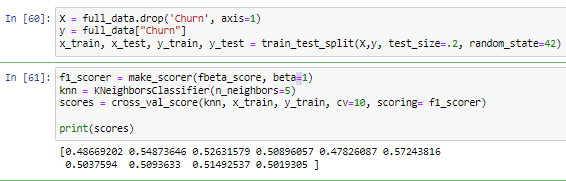 In [60]: X = full_data.drop('Churn', axis=1)
y = full_data["Churn"]
x_train, x_test, y_train, y_test = train_test_split(X,y, test_size=.2, random_state=42)
In [61]: f1_scorer = make_scorer(fbeta_score, beta=1)
knn = KNeighborsClassifier(n_neighbors=5)
scores = cross_val_score(knn, x_train, y_train, cv=10, scoring= f1_scorer)
print(scores)
[0.48669202 0.54873646 0.52631579 0.50896057 0.47826087 0.57243816
0.5037594  0.5093633  0.51492537 0.5019305 ]